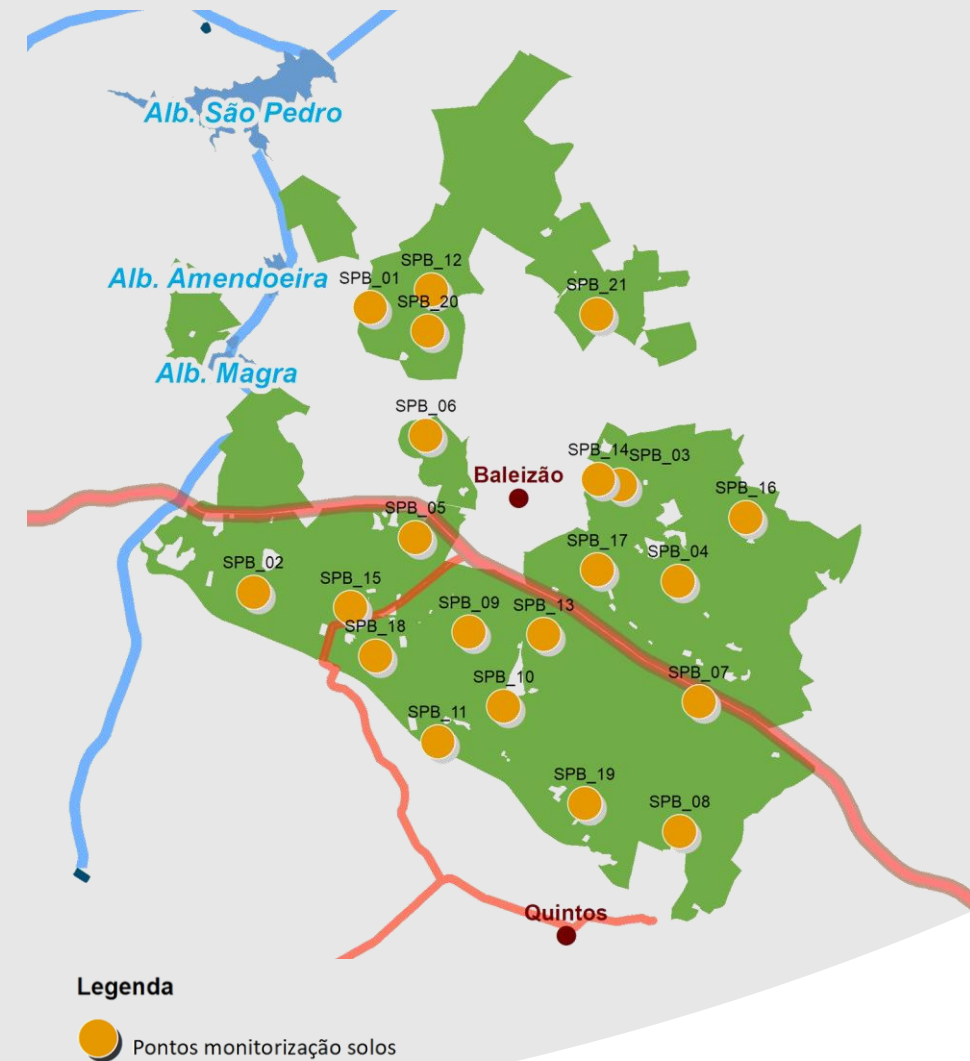 Alb. São Pedro
SPB_12
Alb. Amendoeira
SPB_01
SPB_21
SPB_20
Alb. Magra
SPB_06
SPB_14
SPB_03
Baleizão
SPB_16
SPB_05
SPB_17
SPB_04
SPB_02
SPB_15
SPB_09
SPB_13
SPB_18
SPB_07
SPB_10
SPB_11
SPB_19
SPB_08
Quintos
Legenda
Pontos monitorização solos